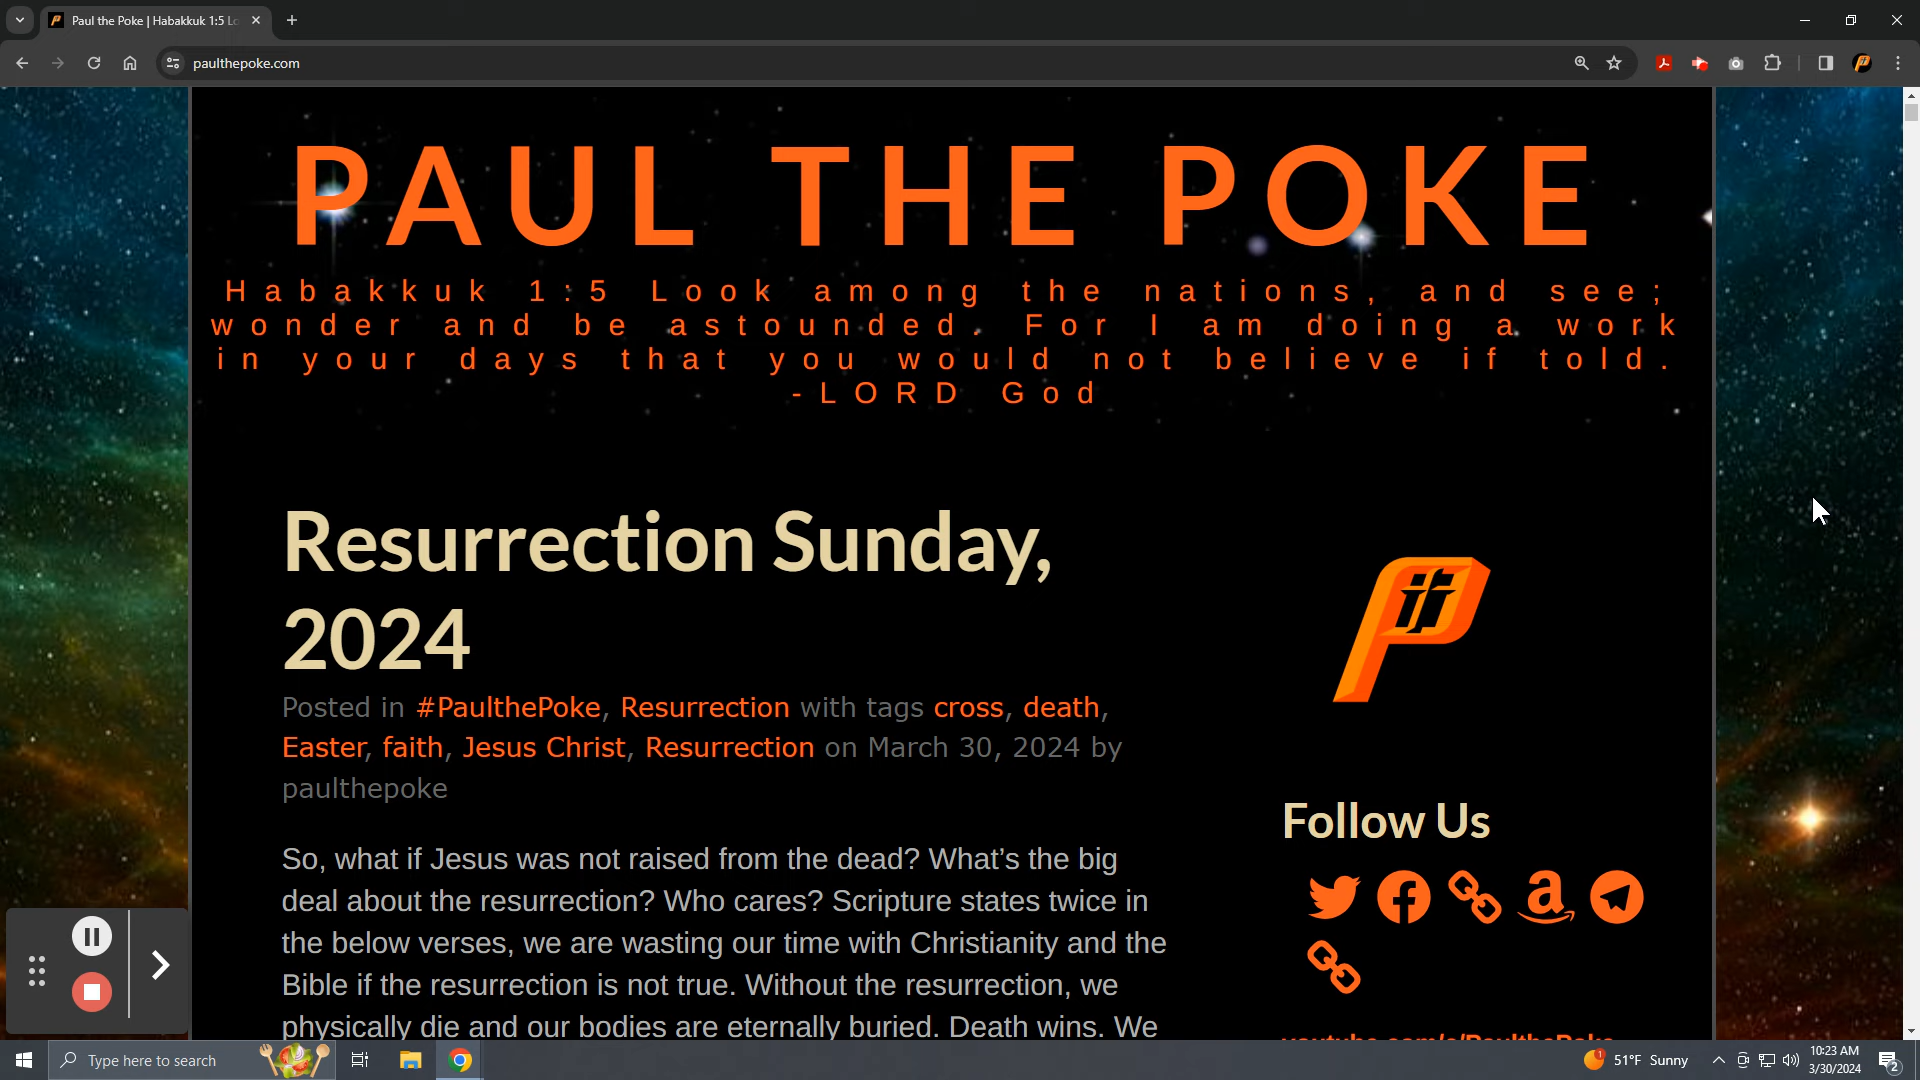 Paul the Poke | Habakkuk 1:5 Lo
paulthepoke.com
PAUL THE POKE
Habakkuk 1:5 Look among the nations, and see;
wonder and be astounded. For I am doing a work
in your days that you would not believe if told.
-LORD God
Resurrection Sunday,
2024
Posted in #PaulthePoke, Resurrection with tags cross, death,
Easter, faith, Jesus Christ, Resurrection on March 30, 2024 by
paulthepoke
So, what if Jesus was not raised from the dead? What’s the big
deal about the resurrection? Who cares? Scripture states twice in
the below verses, we are wasting our time with Christianity and the
Bible if the resurrection is not true. Without the resurrection, we
physically die and our bodies are eternally buried. Death wins. We
Follow Us
youtube.com/c/PaulthePoke
Type here to search
1
51°F Sunny
10:23 AM
3/30/2024
2